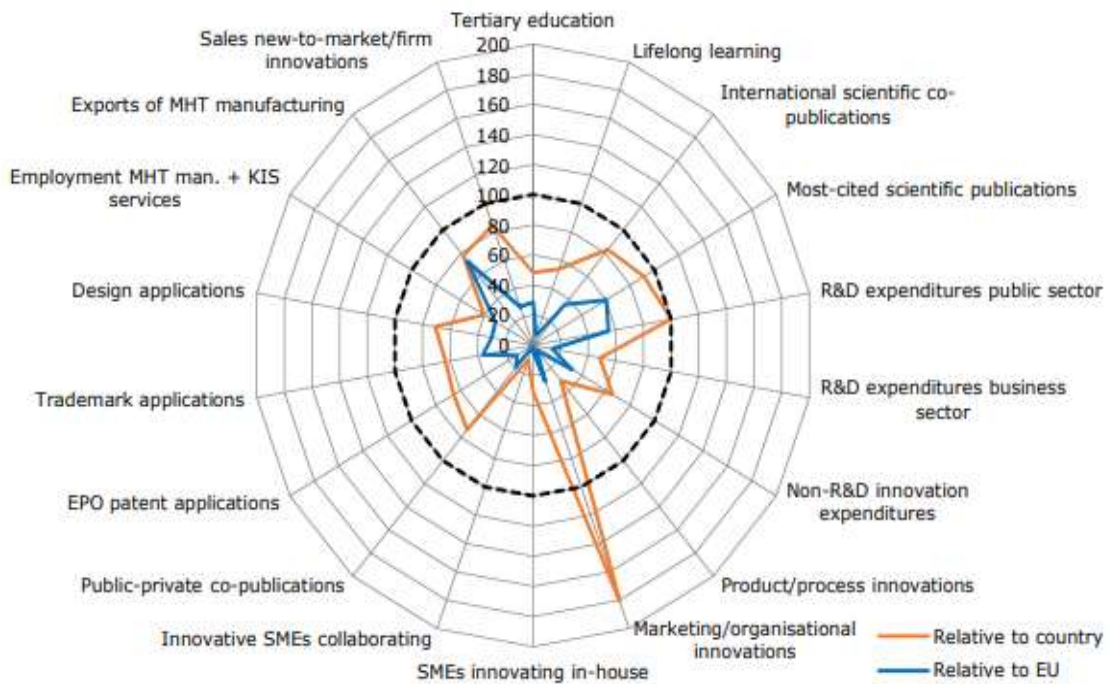 Tertiary education
Sales new-to-market/firm
innovations
Lifelong learning
Exports of MHT manufacturing
International scientific co-
publications
Employment MHT man. + KIS
services
Most-cited scientific publications
Design applications
R&D expenditures public sector
Trademark applications
R&D expenditures business
sector
EPO patent applications
Non-R&D innovation
expenditures
Public-private co-publications
Product/process innovations
Innovative SMEs collaborating
Marketing/organisational
innovations
SMEs innovating in-house
200
180
160
140
120
100
80
60
40
20
0
Relative to country
Relative to EU